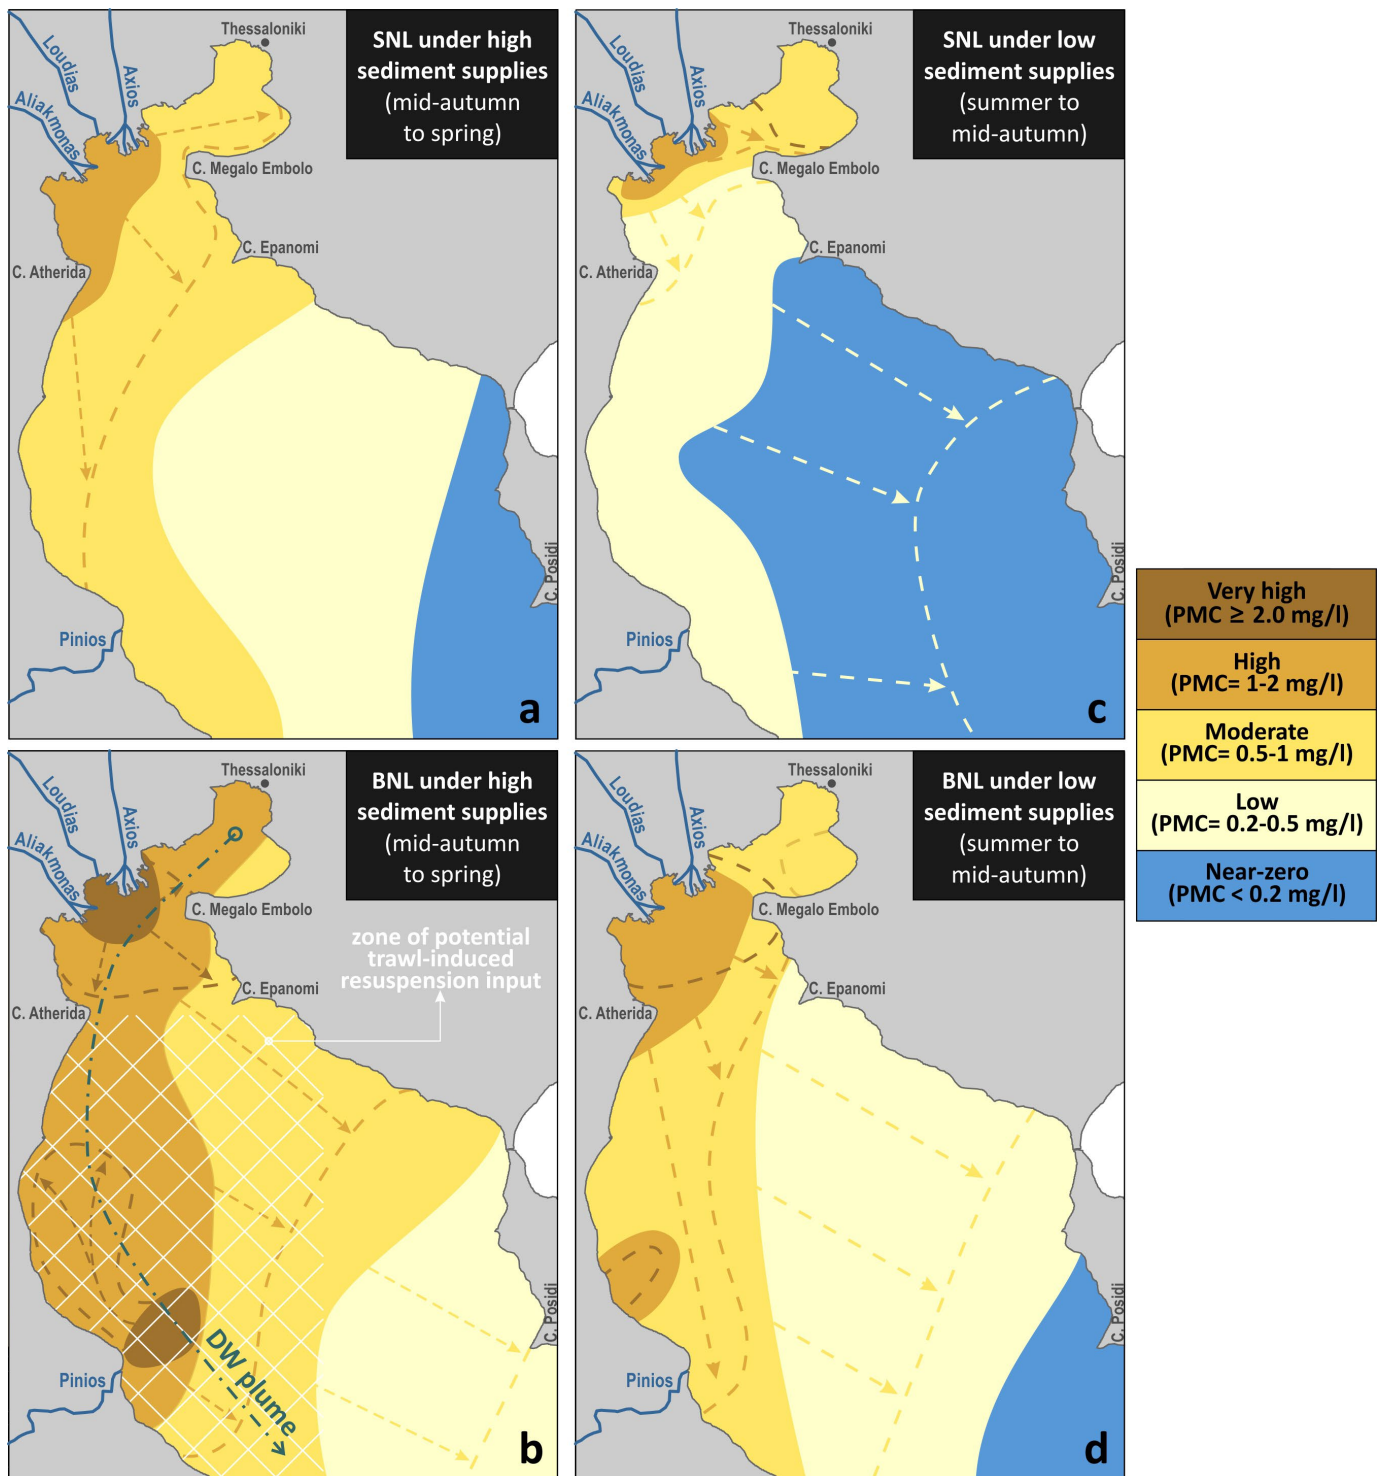 Thessaloniki
SNL under high
sediment supplies
(mid-autumn
to spring)
Loudias
Axios
Aliakmonas
C. Megalo Embolo
C. Epanomi
C. Atherida
C. Posidi
Pinios
a
Thessaloniki
SNL under low
sediment supplies
(summer to
mid-autumn)
Loudias
Axios
Aliakmonas
C. Megalo Embolo
C. Epanomi
C. Atherida
C. Posidi
Pinios
c
Thessaloniki
BNL under high
sediment supplies
(mid-autumn
to spring)
Loudias
Axios
Aliakmonas
C. Megalo Embolo
zone of potential
trawl-induced
resuspension input
C. Epanomi
C. Atherida
C. Posidi
DW plume
Pinios
b
Thessaloniki
BNL under low
sediment supplies
(summer to
mid-autumn)
Loudias
Axios
Aliakmonas
C. Megalo Embolo
C. Epanomi
C. Atherida
C. Posidi
Pinios
d
Very high
(PMC ≥ 2.0 mg/l)
High
(PMC= 1-2 mg/l)
Moderate
(PMC= 0.5-1 mg/l)
Low
(PMC= 0.2-0.5 mg/l)
Near-zero
(PMC < 0.2 mg/l)